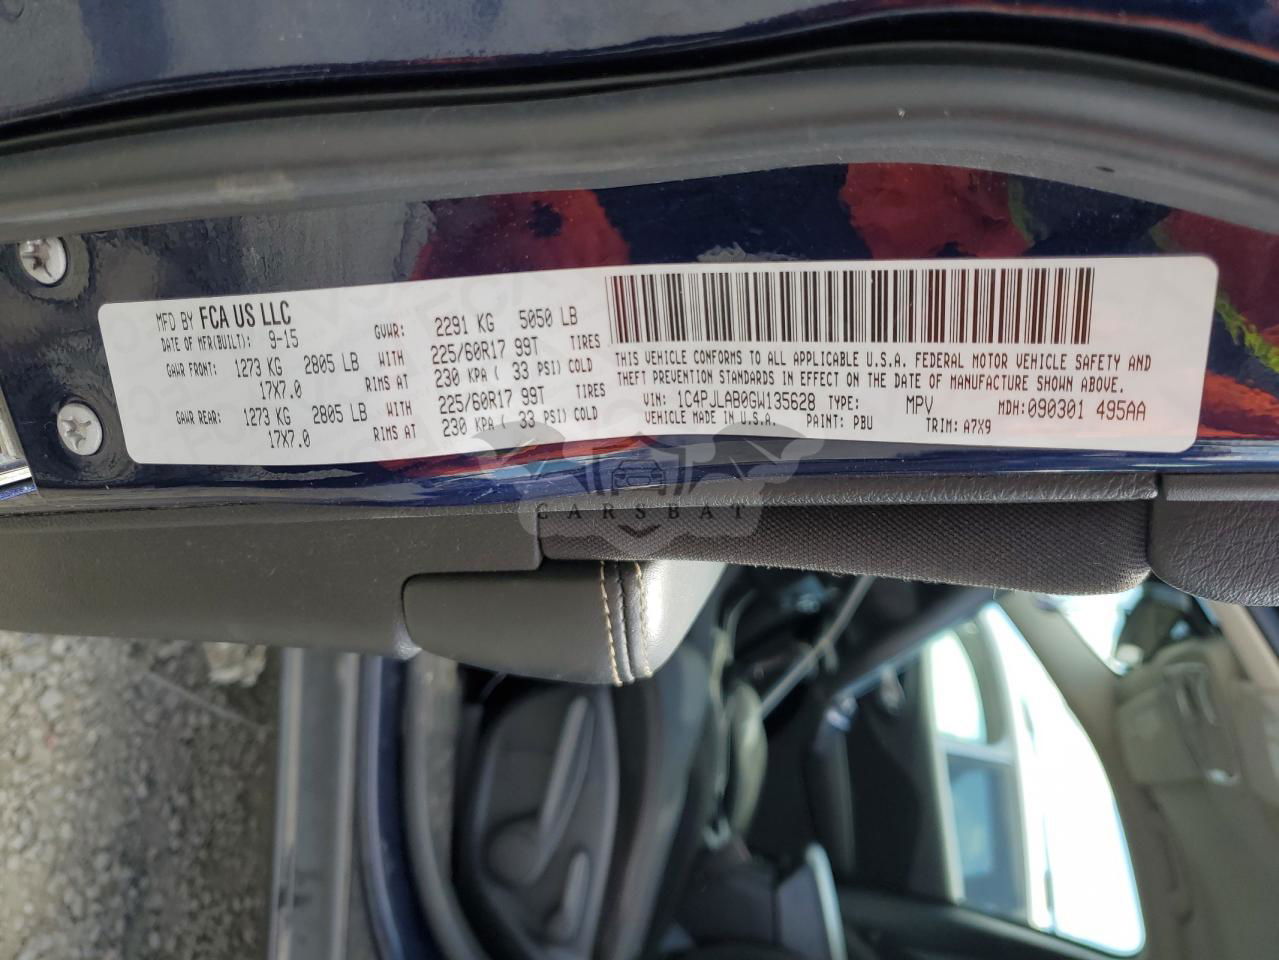 MFD BY FCA US LLC
DATE OF MFR(BUILT): 9-15 GVWR: 2291 KG 5050 LB
GAWR FRONT: 1273 KG 2805 LB WITH 225/60R17 99T TIRES
17X7.0 RIMS AT 230 KPA ( 33 PSI) COLD
GAWR REAR: 1273 KG 2805 LB WITH 225/60R17 99T TIRES
17X7.0 RIMS AT 230 KPA ( 33 PSI) COLD
THIS VEHICLE CONFORMS TO ALL APPLICABLE U.S.A. FEDERAL MOTOR VEHICLE SAFETY AND
THEFT PREVENTION STANDARDS IN EFFECT ON THE DATE OF MANUFACTURE SHOWN ABOVE.
VIN: 1C4PJLAB0GW135628 TYPE: MPV MDH: 090301 495AA
VEHICLE MADE IN U.S.A. PAINT: PBU TRIM: A7X9
CARSBAT